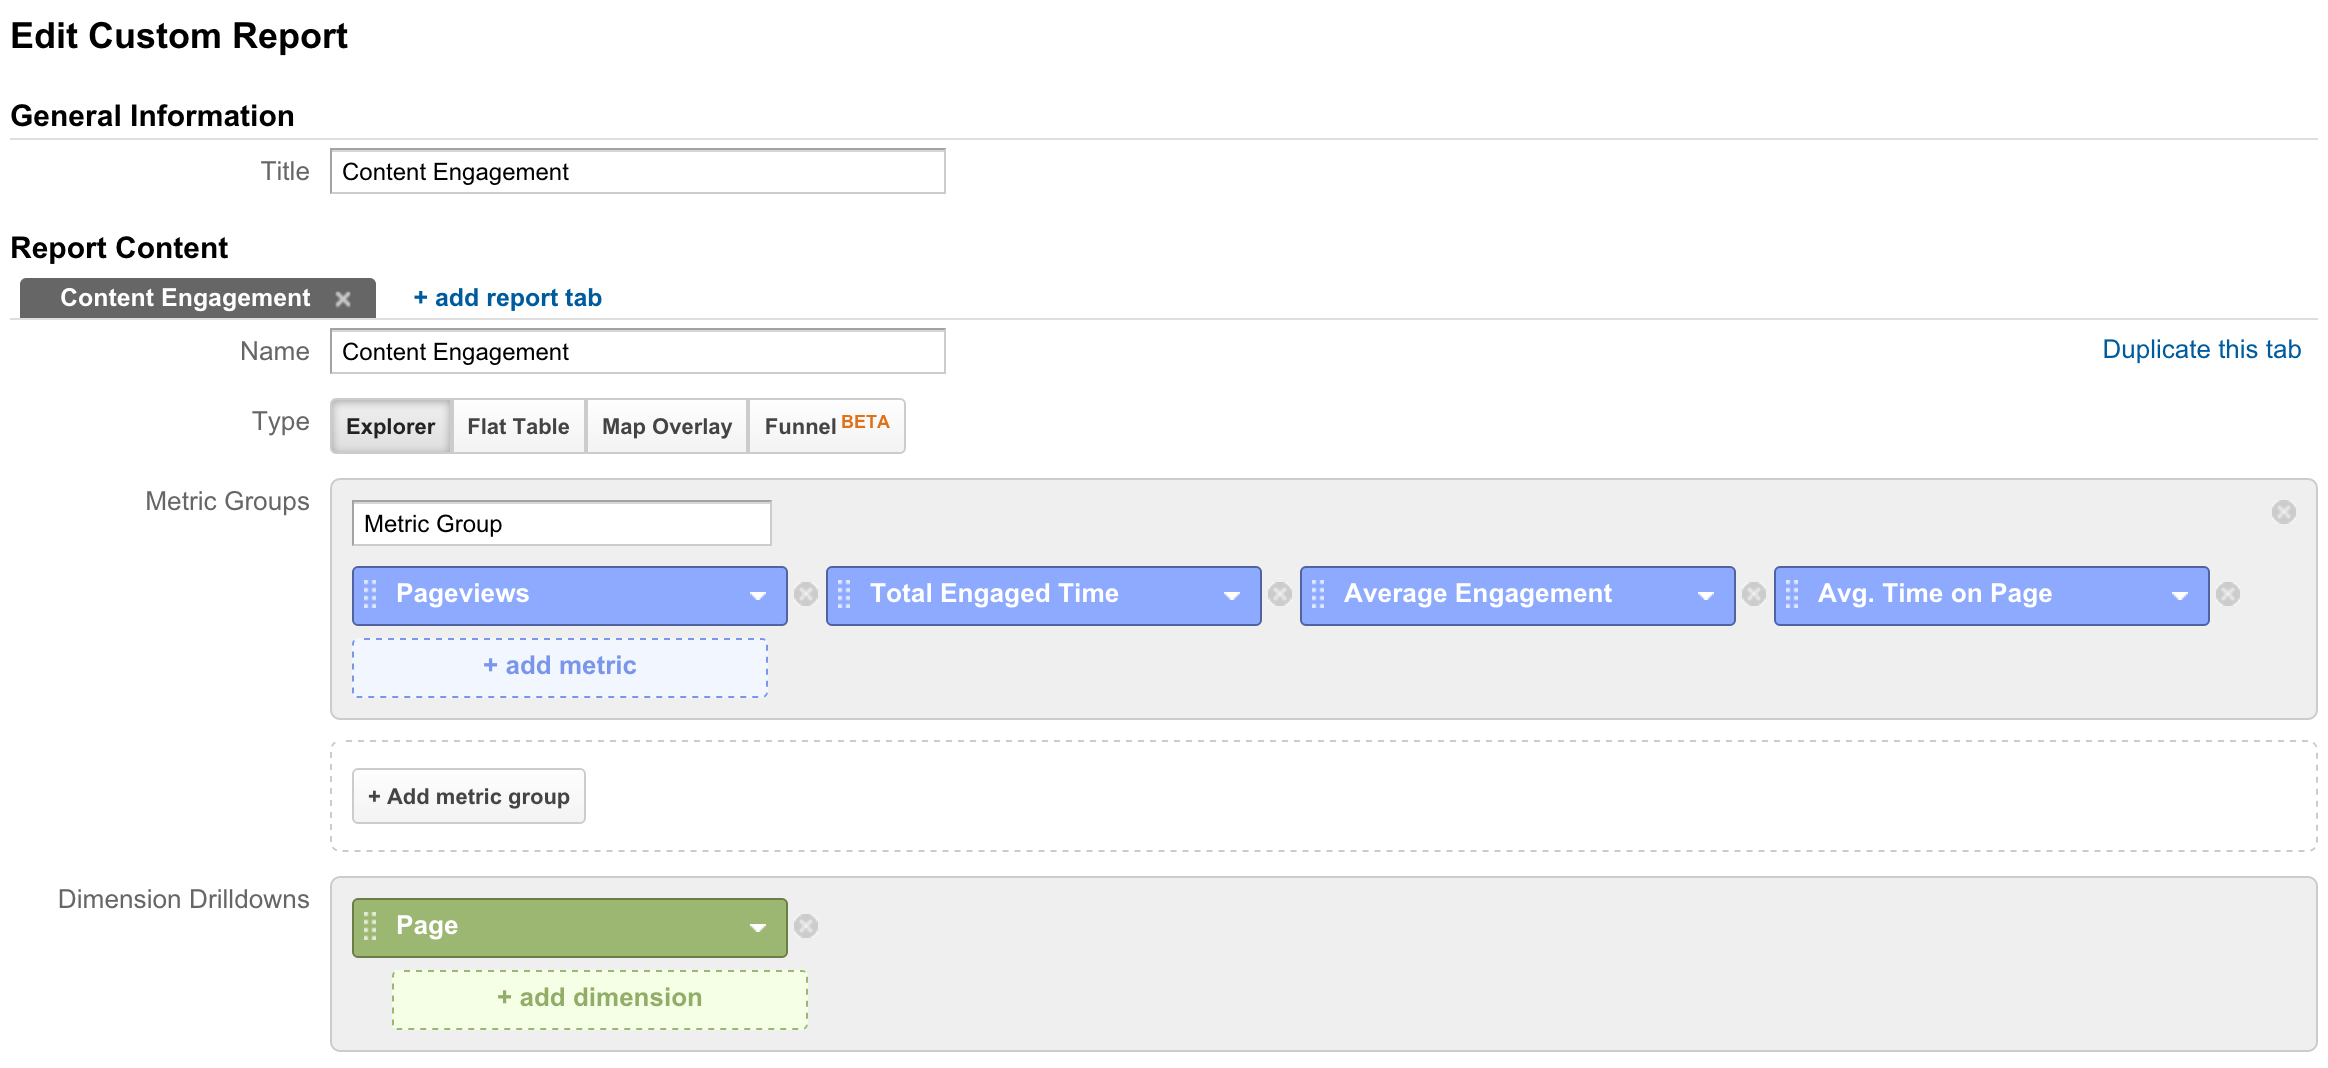 Edit Custom Report
General Information
Title Content Engagement
Report Content
Content Engagement + add report tab
Name Content Engagement Duplicate this tab
Type Explorer Flat Table Map Overlay Funnel BETA
Metric Groups
Metric Group
Pageviews Total Engaged Time Average Engagement Avg. Time on Page
+ add metric
+ Add metric group
Dimension Drilldowns
Page
+ add dimension